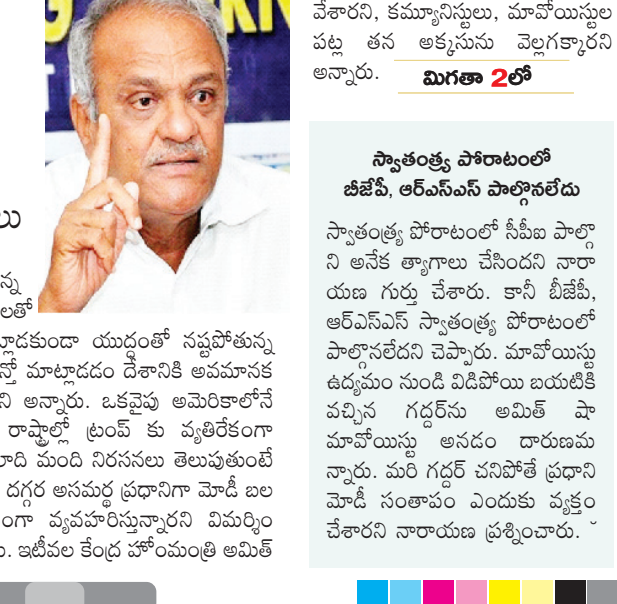 లు
న్న
లతో
ట్లాడకుండా యుద్ధంతో నష్టపోతున్న
న్తో మాట్లాడడం దేశానికి అవమానక
ని అన్నారు. ఒకవైపు అమెరికాలోనే
రాష్ట్రాల్లో ట్రంప్ కు వ్యతిరేకంగా
లాది మంది నిరసనలు తెలుపుతుంటే
దగ్గర అసమర్థ ప్రధానిగా మోడీ బల
ంగా వ్యవహరిస్తున్నారని విమర్శిం
ు. ఇటీవల కేంద్ర హోంమంత్రి అమిత్
వేశారని, కమ్యూనిస్టులు, మావోయిస్టుల
పట్ల తన అక్కసును వెల్లగక్కారని
అన్నారు.
మిగతా 2లో
స్వాతంత్ర్య పోరాటంలో
బీజేపీ, ఆర్ఎస్ఎస్ పాల్గొనలేదు
స్వాతంత్ర్య పోరాటంలో సీపీఐ పాల్గొ
ని అనేక త్యాగాలు చేసిందని నారా
యణ గుర్తు చేశారు. కానీ బీజేపీ,
ఆర్ఎస్ఎస్ స్వాతంత్ర్య పోరాటంలో
పాల్గొనలేదని చెప్పారు. మావోయిస్టు
ఉద్యమం నుండి విడిపోయి బయటికి
వచ్చిన గద్దర్‌ను అమిత్ షా
మావోయిస్టు అనడం దారుణమ
న్నారు. మరి గద్దర్ చనిపోతే ప్రధాని
మోడీ సంతాపం ఎందుకు వ్యక్తం
చేశారని నారాయణ ప్రశ్నించారు.